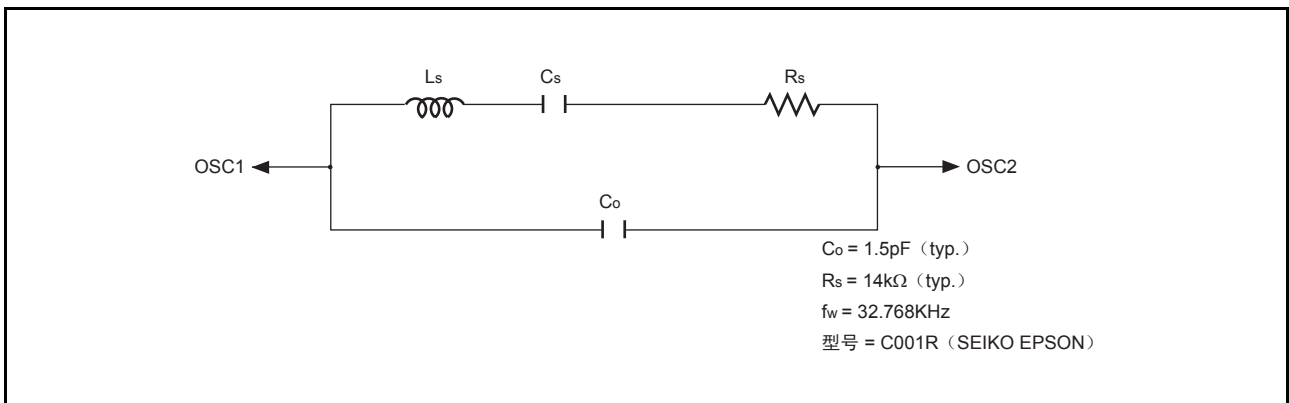 Ls Cs Rs
OSC1 OSC2
Co
Co = 1.5pF（typ.）
Rs = 14kΩ（typ.）
fw = 32.768KHz
型号 = C001R（SEIKO EPSON）